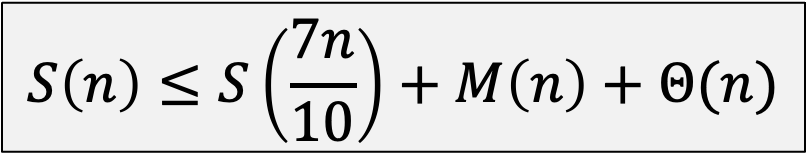 S(n) ≤ S(7n/10) + M(n) + Θ(n)